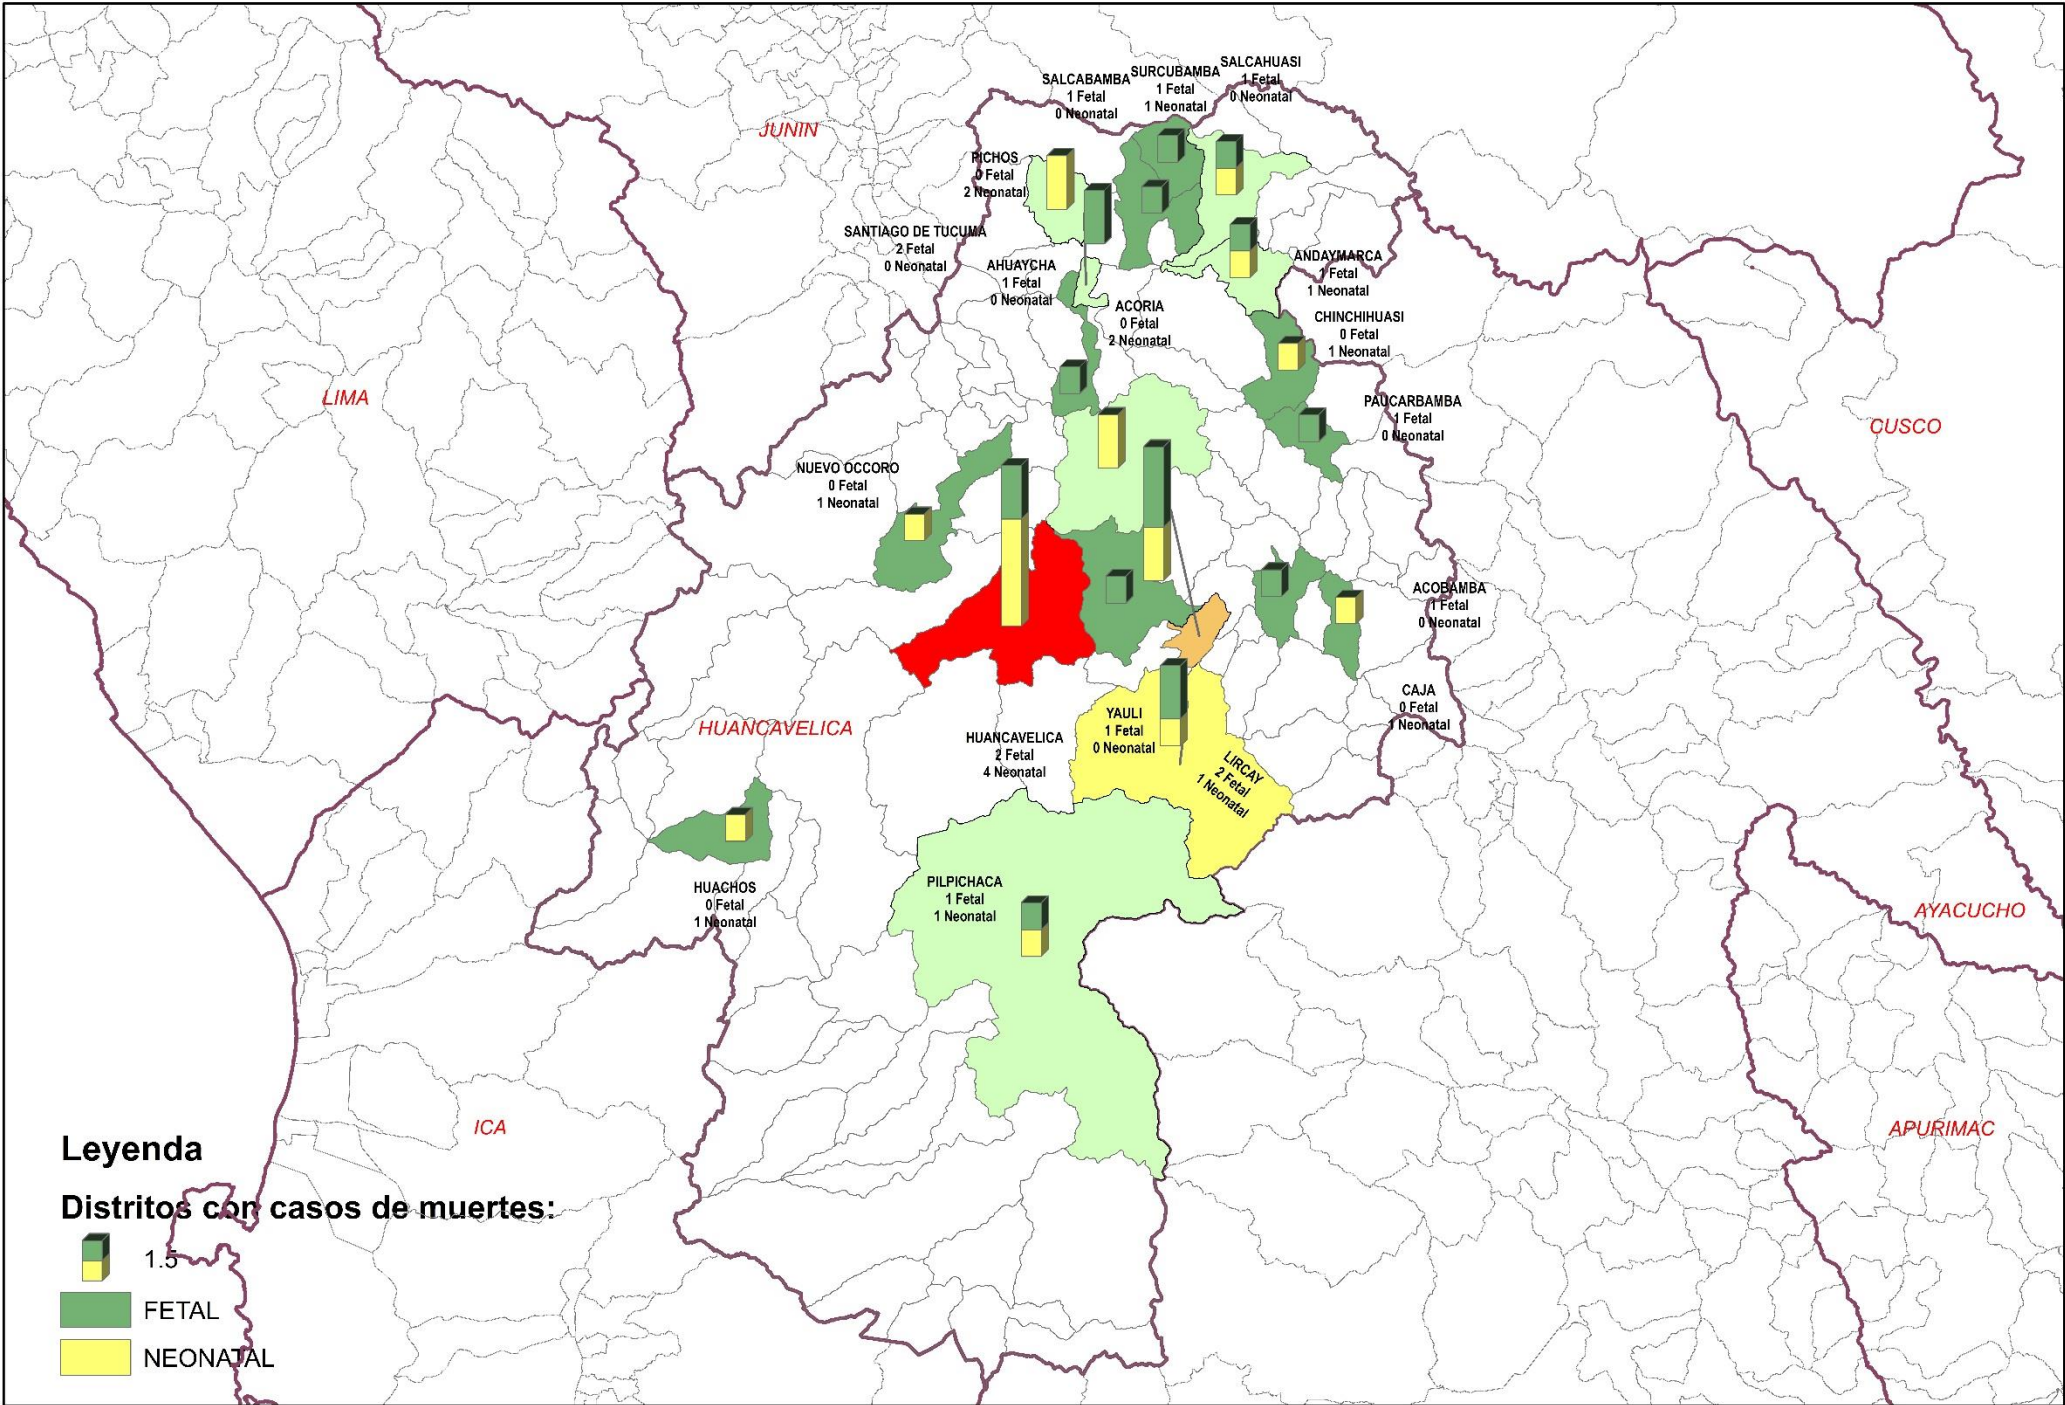 SALCAHUASI
1 Fetal
0 Neonatal
SURCUBAMBA
1 Fetal
1 Neonatal
SALCABAMBA
1 Fetal
0 Neonatal
JUNIN
PICHOS
0 Fetal
2 Neonatal
SANTIAGO DE TUCUMA
2 Fetal
0 Neonatal
AHUAYCHA
1 Fetal
0 Neonatal
ANDAYMARCA
1 Fetal
1 Neonatal
ACORIA
0 Fetal
2 Neonatal
CHINCHIHUASI
0 Fetal
1 Neonatal
LIMA
PAUCARBAMBA
1 Fetal
0 Neonatal
CUSCO
NUEVO OCCORO
0 Fetal
1 Neonatal
ACOBAMBA
1 Fetal
0 Neonatal
CAJA
0 Fetal
1 Neonatal
HUANCAVELICA
YAULI
1 Fetal
0 Neonatal
HUANCAVELICA
2 Fetal
4 Neonatal
LIRCAY
2 Fetal
1 Neonatal
HUACHOS
0 Fetal
1 Neonatal
PILPICHACA
1 Fetal
1 Neonatal
AYACUCHO
ICA
APURIMAC
Leyenda
Distritos con casos de muertes:
1.5
FETAL
NEONATAL